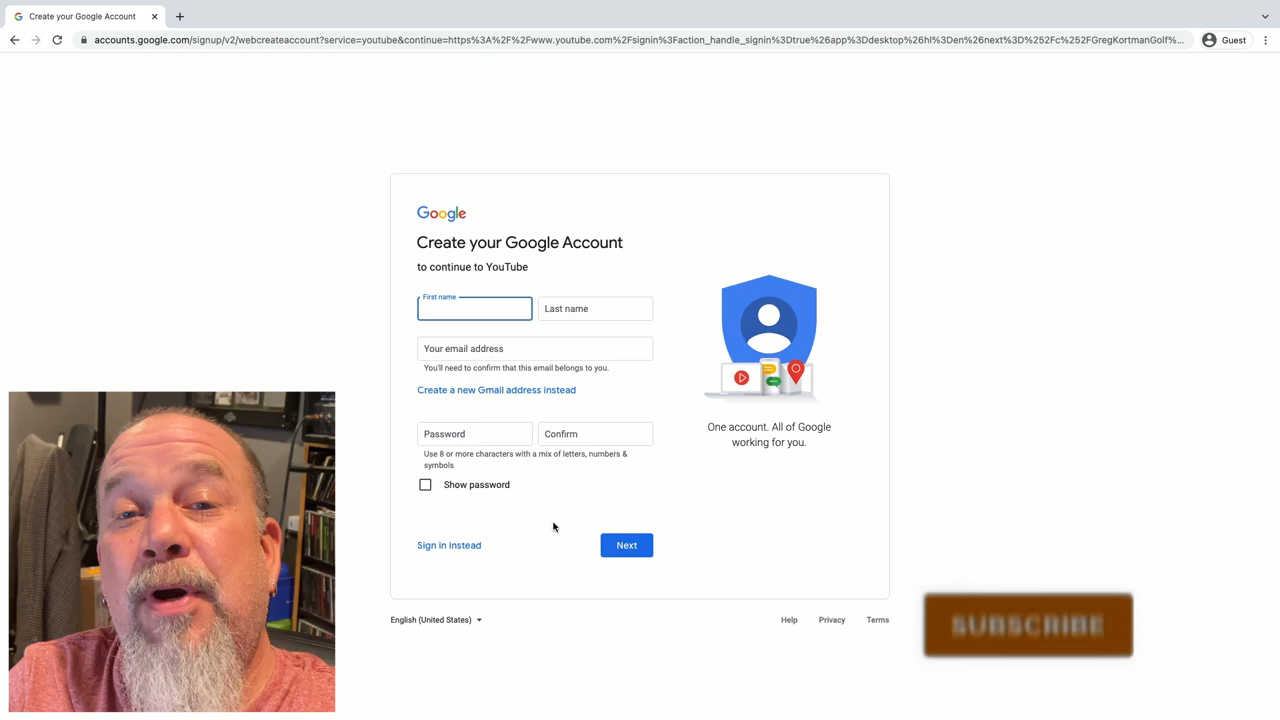 Create your Google Account
accounts.google.com/signup/v2/webcreateaccount?service=youtube&continue=https%3A%2F%2Fwww.youtube.com%2Fsignin%3Faction_handle_signin%3Dtrue%26app%3Ddesktop%26hl%3Den%26next%3D%252Fc%252FGregKortmanGolf%...
Guest
Google
Create your Google Account
to continue to YouTube
First name
Last name
Your email address
You'll need to confirm that this email belongs to you.
Create a new Gmail address instead
Password
Confirm
Use 8 or more characters with a mix of letters, numbers &
symbols
Show password
Sign in instead
Next
One account. All of Google
working for you.
English (United States)
Help
Privacy
Terms
SUBSCRIBE